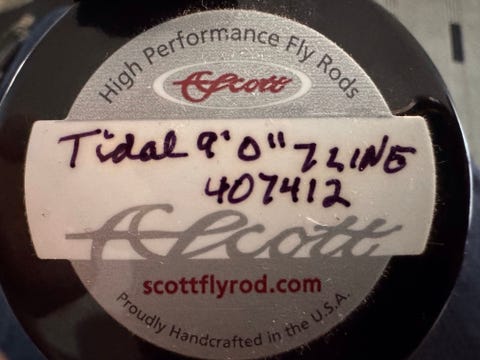 High Performance Fly Rods
Scott
Tidal 9'0" 7 LINE
407412
Scott
scottflyrod.com
Proudly Handcrafted in the U.S.A.